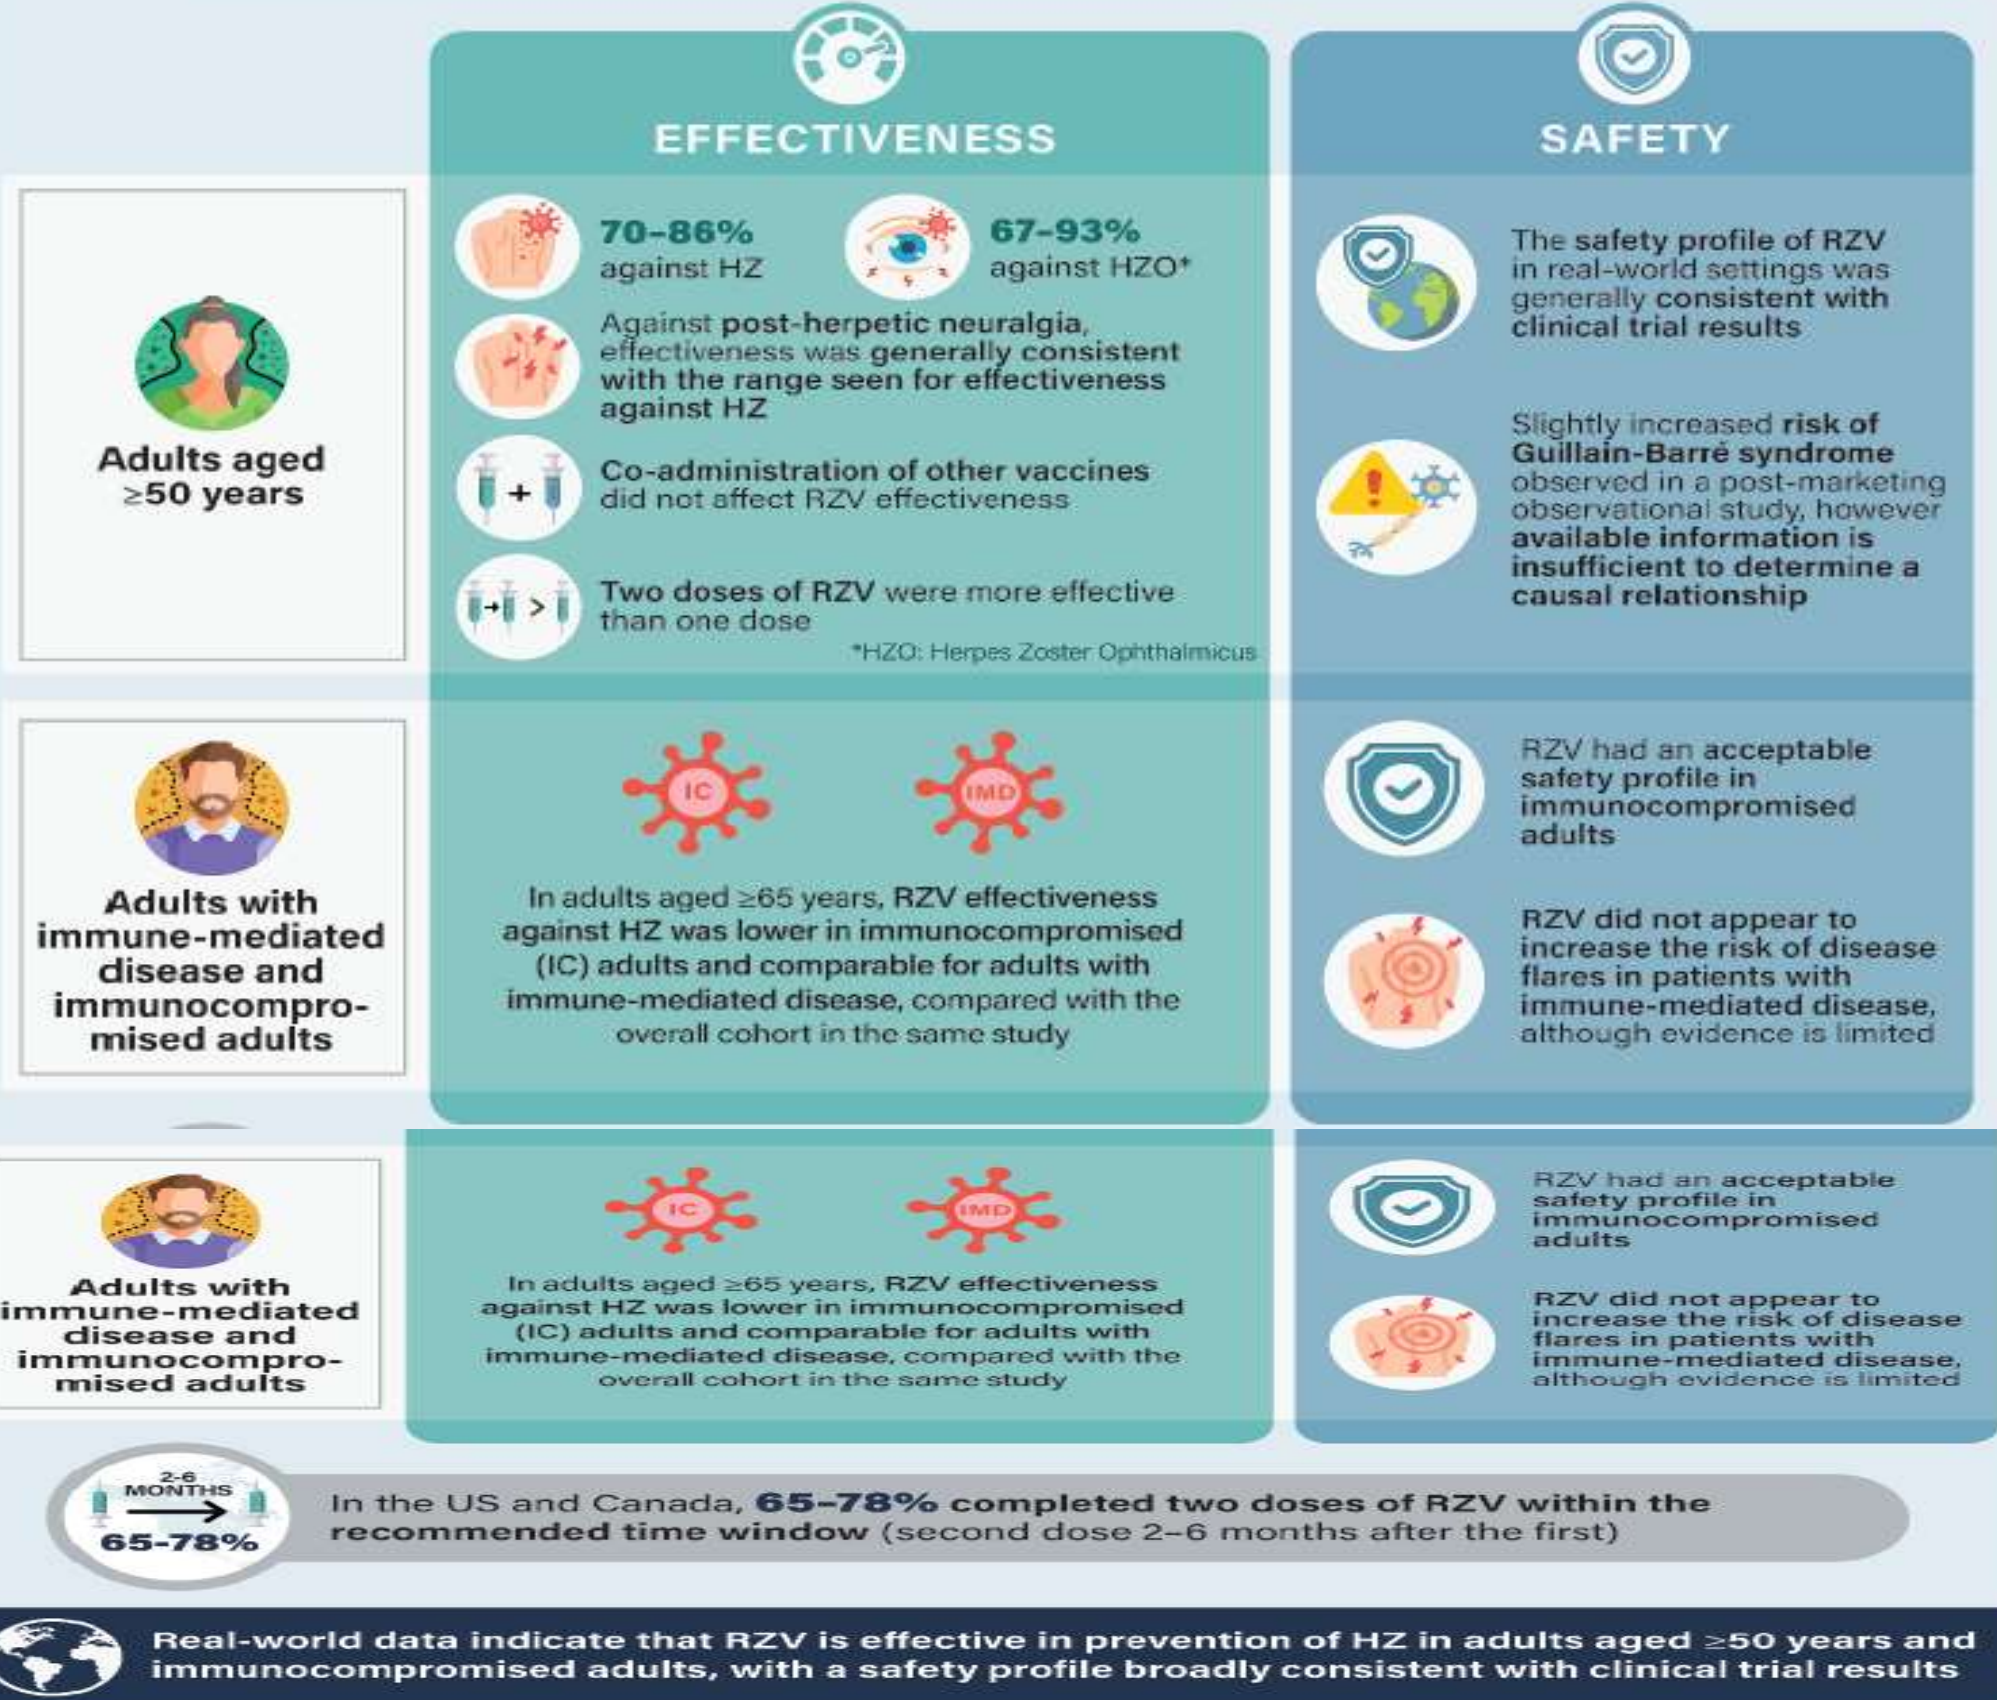 EFFECTIVENESS
SAFETY
Adults aged
≥50 years
70–86%
against HZ
67–93%
against HZO*
Against post-herpetic neuralgia,
effectiveness was generally consistent
with the range seen for effectiveness
against HZ
+
Co-administration of other vaccines
did not affect RZV effectiveness
>
Two doses of RZV were more effective
than one dose
*HZO: Herpes Zoster Ophthalmicus
The safety profile of RZV
in real-world settings was
generally consistent with
clinical trial results
Slightly increased risk of
Guillain-Barré syndrome
observed in a post-marketing
observational study, however
available information is
insufficient to determine a
causal relationship
Adults with
immune-mediated
disease and
immunocompro-
mised adults
IC
IMD
In adults aged ≥65 years, RZV effectiveness
against HZ was lower in immunocompromised
(IC) adults and comparable for adults with
immune-mediated disease, compared with the
overall cohort in the same study
RZV had an acceptable
safety profile in
immunocompromised
adults
RZV did not appear to
increase the risk of disease
flares in patients with
immune-mediated disease,
although evidence is limited
Adults with
immune-mediated
disease and
immunocompro-
mised adults
IC
IMD
In adults aged ≥65 years, RZV effectiveness
against HZ was lower in immunocompromised
(IC) adults and comparable for adults with
immune-mediated disease, compared with the
overall cohort in the same study
RZV had an acceptable
safety profile in
immunocompromised
adults
RZV did not appear to
increase the risk of disease
flares in patients with
immune-mediated disease,
although evidence is limited
2-6
MONTHS
65-78%
In the US and Canada, 65–78% completed two doses of RZV within the
recommended time window (second dose 2–6 months after the first)
Real-world data indicate that RZV is effective in prevention of HZ in adults aged ≥50 years and
immunocompromised adults, with a safety profile broadly consistent with clinical trial results